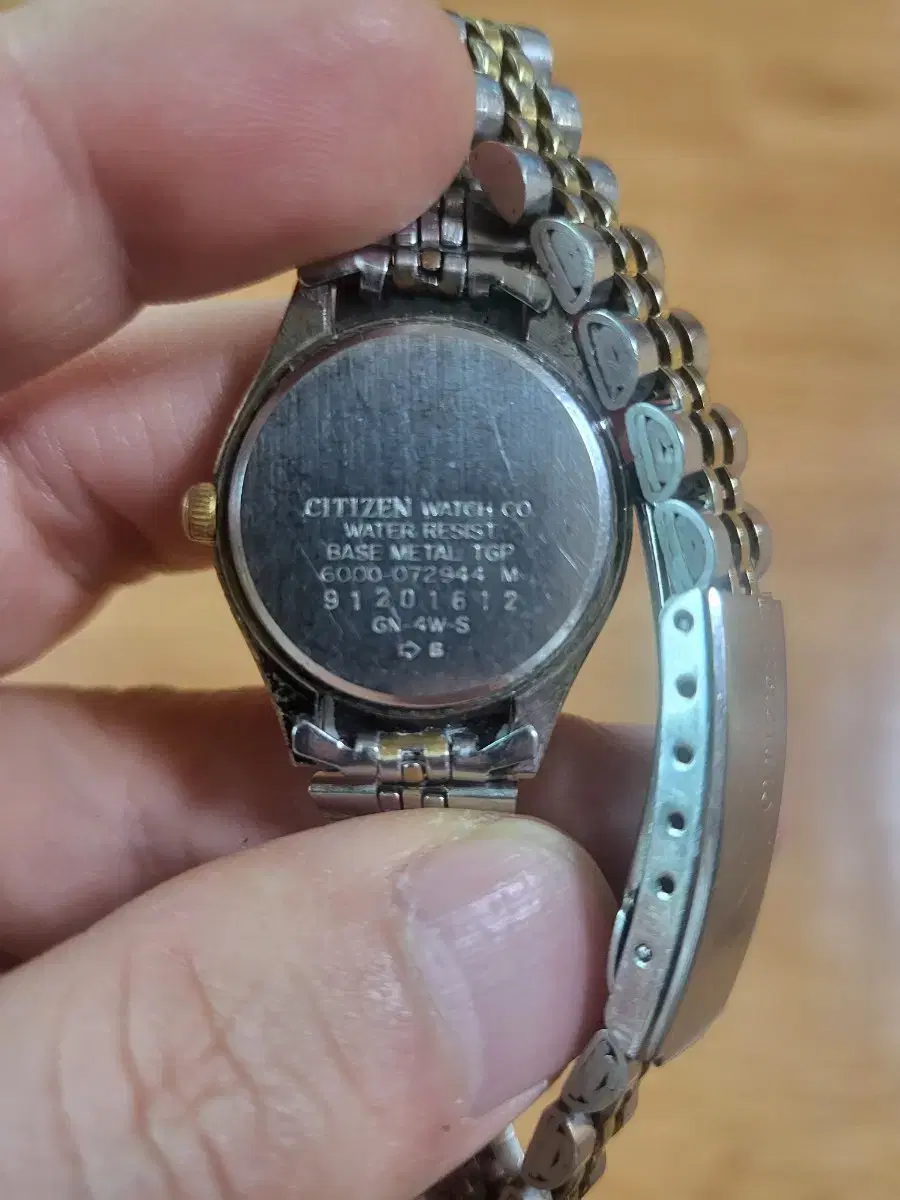 CITIZEN WATCH CO
WATER RESIST
BASE METAL TGP
6000-072944 M
91201612
GN-4W-S
⇨ B